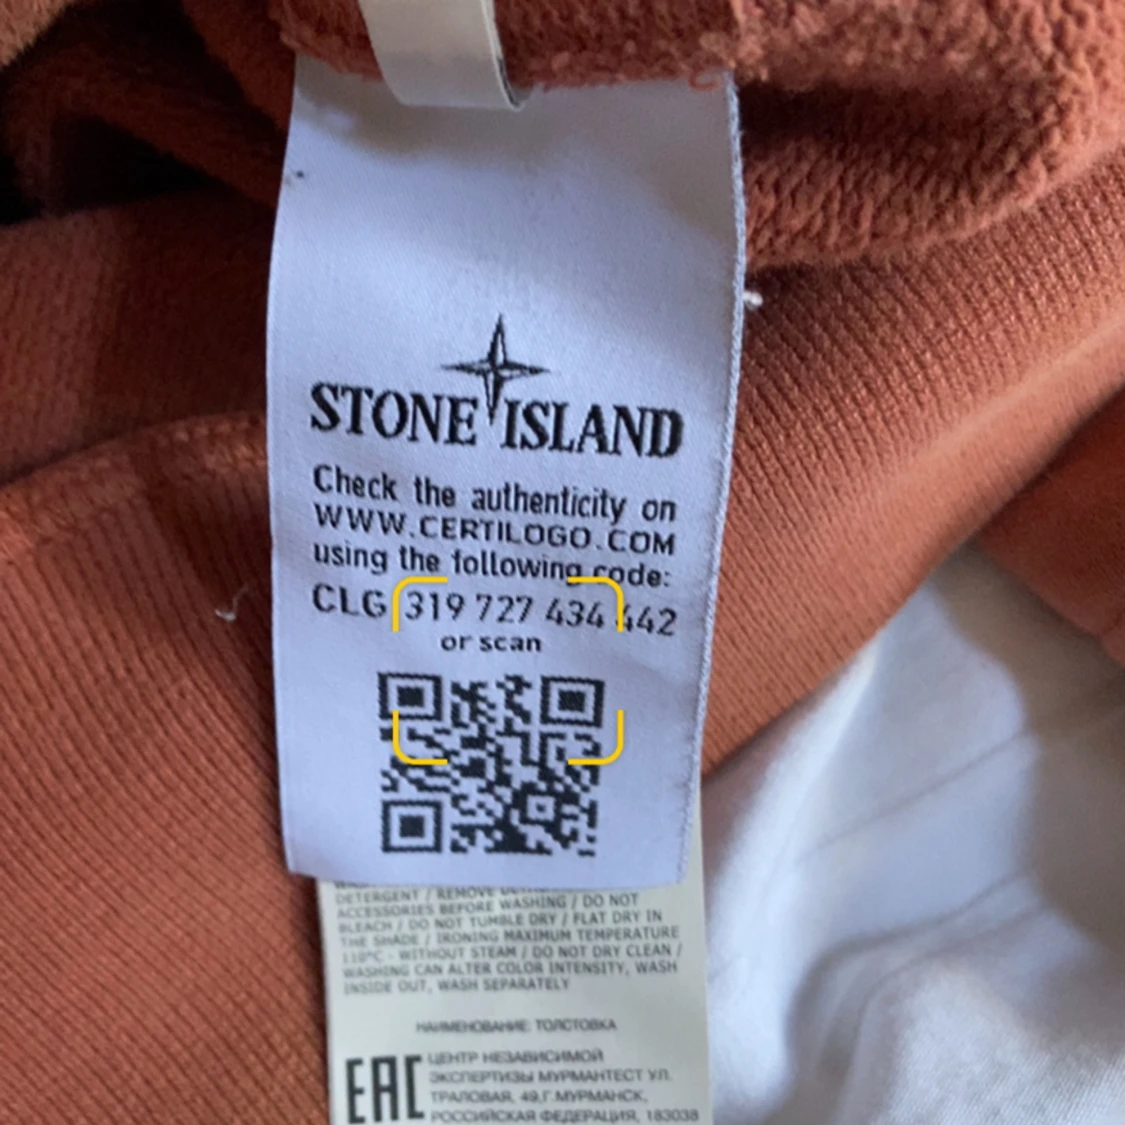 STONE ISLAND
Check the authenticity on
WWW.CERTILOGO.COM
using the following code:
CLG 319 727 434 442
or scan
DETERGENT / REMOVE
ACCESSORIES BEFORE WASHING / DO NOT
BLEACH / DO NOT TUMBLE DRY / FLAT DRY IN
THE SHADE / IRONING MAXIMUM TEMPERATURE
110°C - WITHOUT STEAM / DO NOT DRY CLEAN /
WASHING CAN ALTER COLOR INTENSITY, WASH
INSIDE OUT, WASH SEPARATELY
НАИМЕНОВАНИЕ: ТОЛСТОВКА
EAC
ЦЕНТР НЕЗАВИСИМОЙ
ЭКСПЕРТИЗЫ МУРМАНТЕСТ УЛ.
ТРАЛОВАЯ, 49,Г.МУРМАНСК,
РОССИЙСКАЯ ФЕДЕРАЦИЯ, 183038